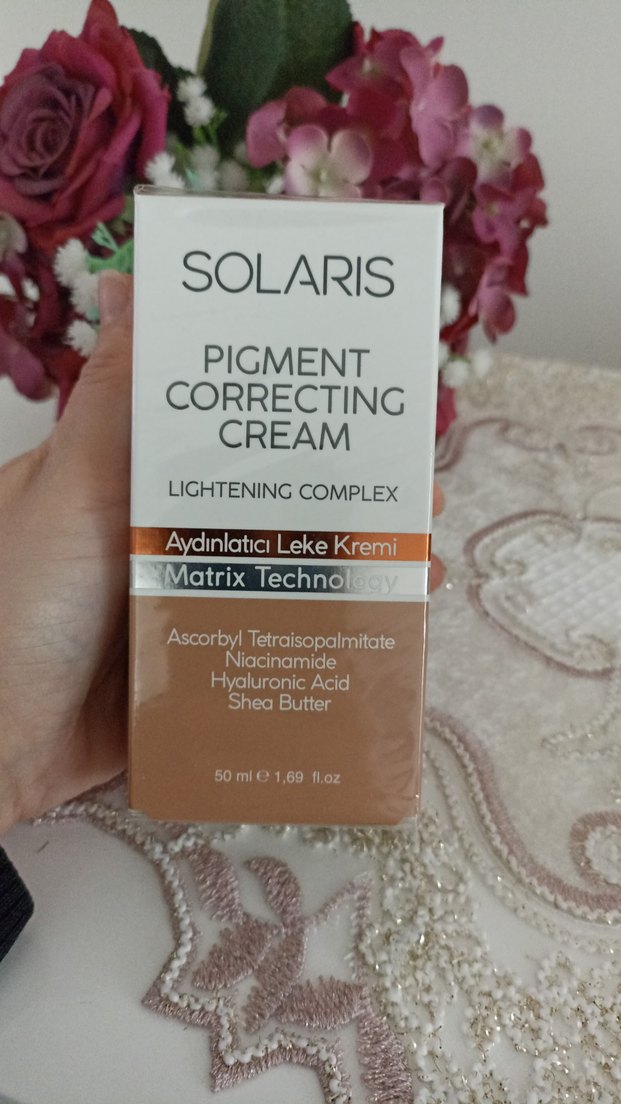 SOLARIS
PIGMENT
CORRECTING
CREAM
LIGHTENING COMPLEX
Aydınlatıcı Leke Kremi
Matrix Technology
Ascorbyl Tetraisopalmitate
Niacinamide
Hyaluronic Acid
Shea Butter
50 ml ℮ 1,69 fl.oz